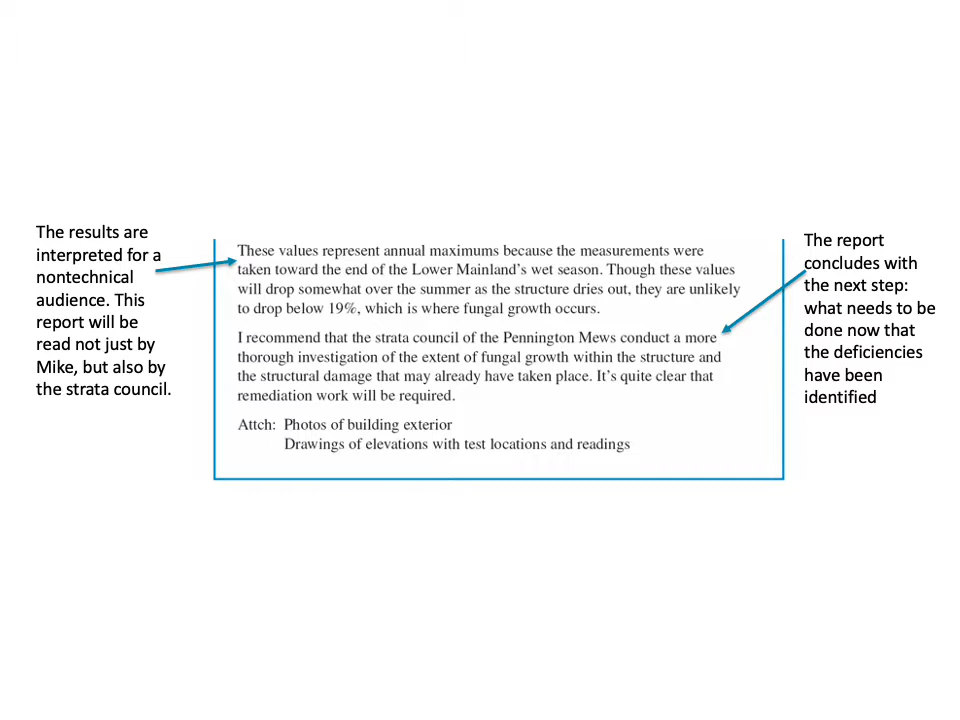 The results are
interpreted for a
nontechnical
audience. This
report will be
read not just by
Mike, but also by
the strata council.
These values represent annual maximums because the measurements were
taken toward the end of the Lower Mainland's wet season. Though these values
will drop somewhat over the summer as the structure dries out, they are unlikely
to drop below 19%, which is where fungal growth occurs.
I recommend that the strata council of the Pennington Mews conduct a more
thorough investigation of the extent of fungal growth within the structure and
the structural damage that may already have taken place. It's quite clear that
remediation work will be required.
Attch: Photos of building exterior
Drawings of elevations with test locations and readings
The report
concludes with
the next step:
what needs to be
done now that
the deficiencies
have been
identified